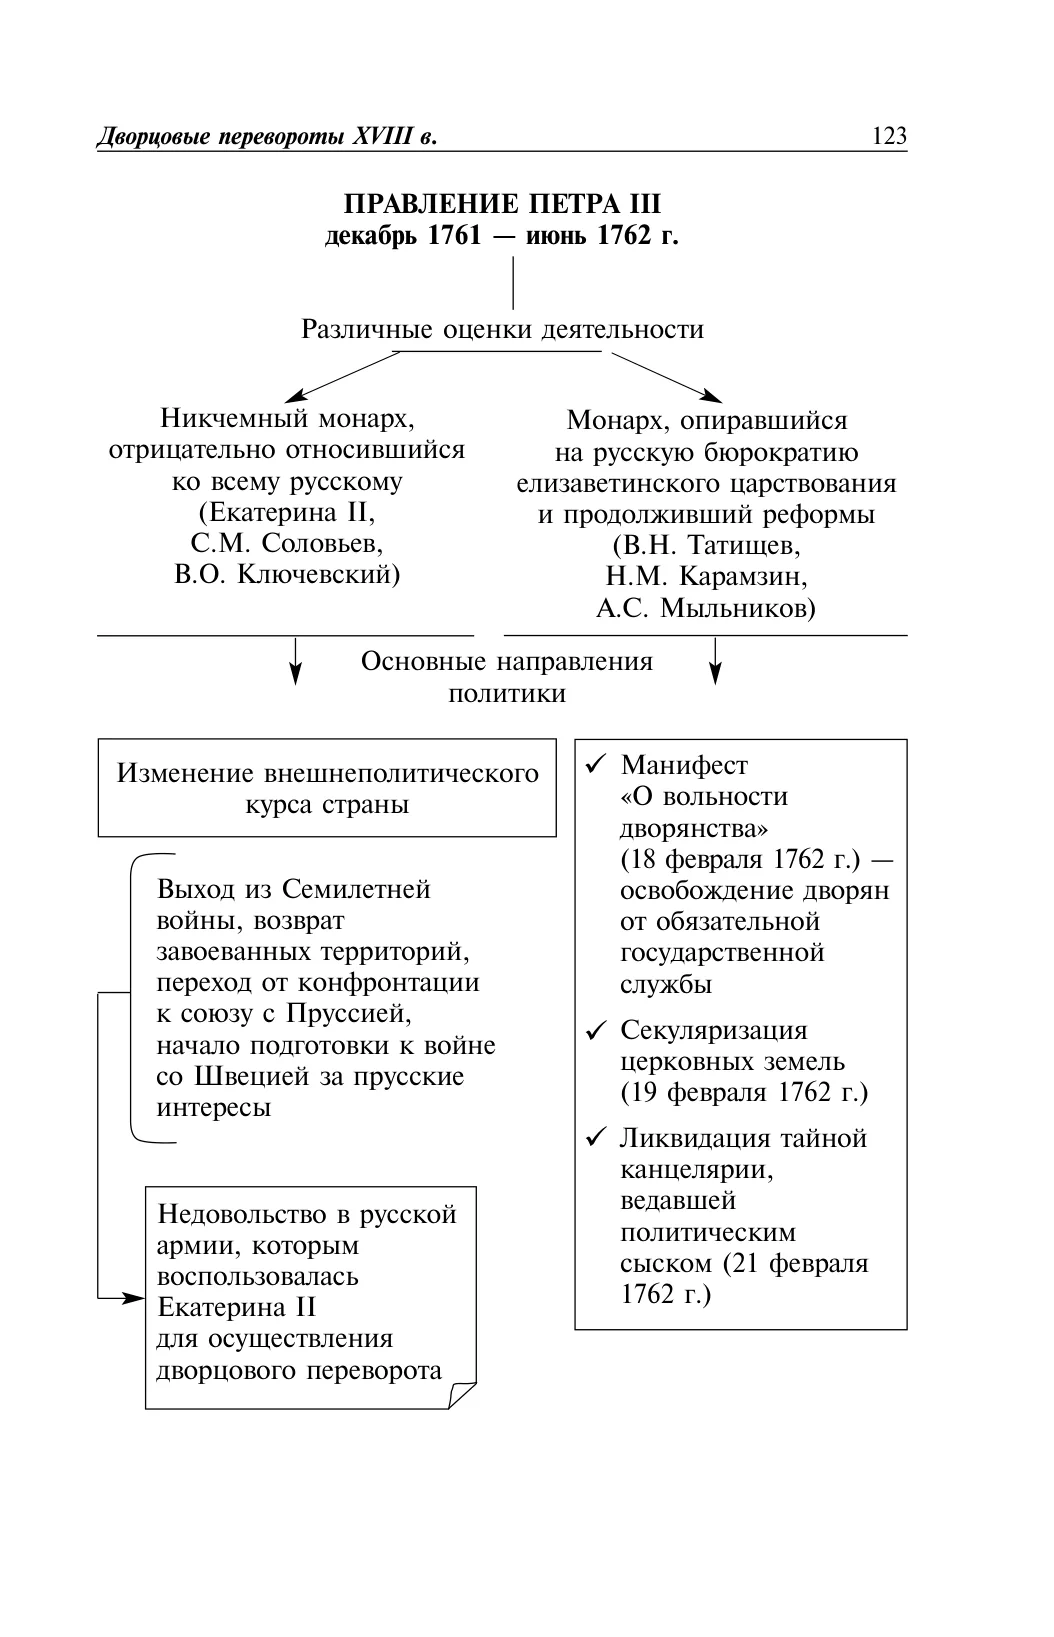 Дворцовые перевороты XVIII в. 123
ПРАВЛЕНИЕ ПЕТРА III
декабрь 1761 — июнь 1762 г.
Различные оценки деятельности
Никчемный монарх,
отрицательно относившийся
ко всему русскому
(Екатерина II,
С.М. Соловьев,
В.О. Ключевский)
Монарх, опиравшийся
на русскую бюрократию
елизаветинского царствования
и продолживший реформы
(В.Н. Татищев,
Н.М. Карамзин,
А.С. Мыльников)
Основные направления
политики
Изменение внешнеполитического
курса страны
Выход из Семилетней
войны, возврат
завоеванных территорий,
переход от конфронтации
к союзу с Пруссией,
начало подготовки к войне
со Швецией за прусские
интересы
Недовольство в русской
армии, которым
воспользовалась
Екатерина II
для осуществления
дворцового переворота
✓ Манифест
«О вольности
дворянства»
(18 февраля 1762 г.) —
освобождение дворян
от обязательной
государственной
службы
✓ Секуляризация
церковных земель
(19 февраля 1762 г.)
✓ Ликвидация тайной
канцелярии,
ведавшей
политическим
сыском (21 февраля
1762 г.)